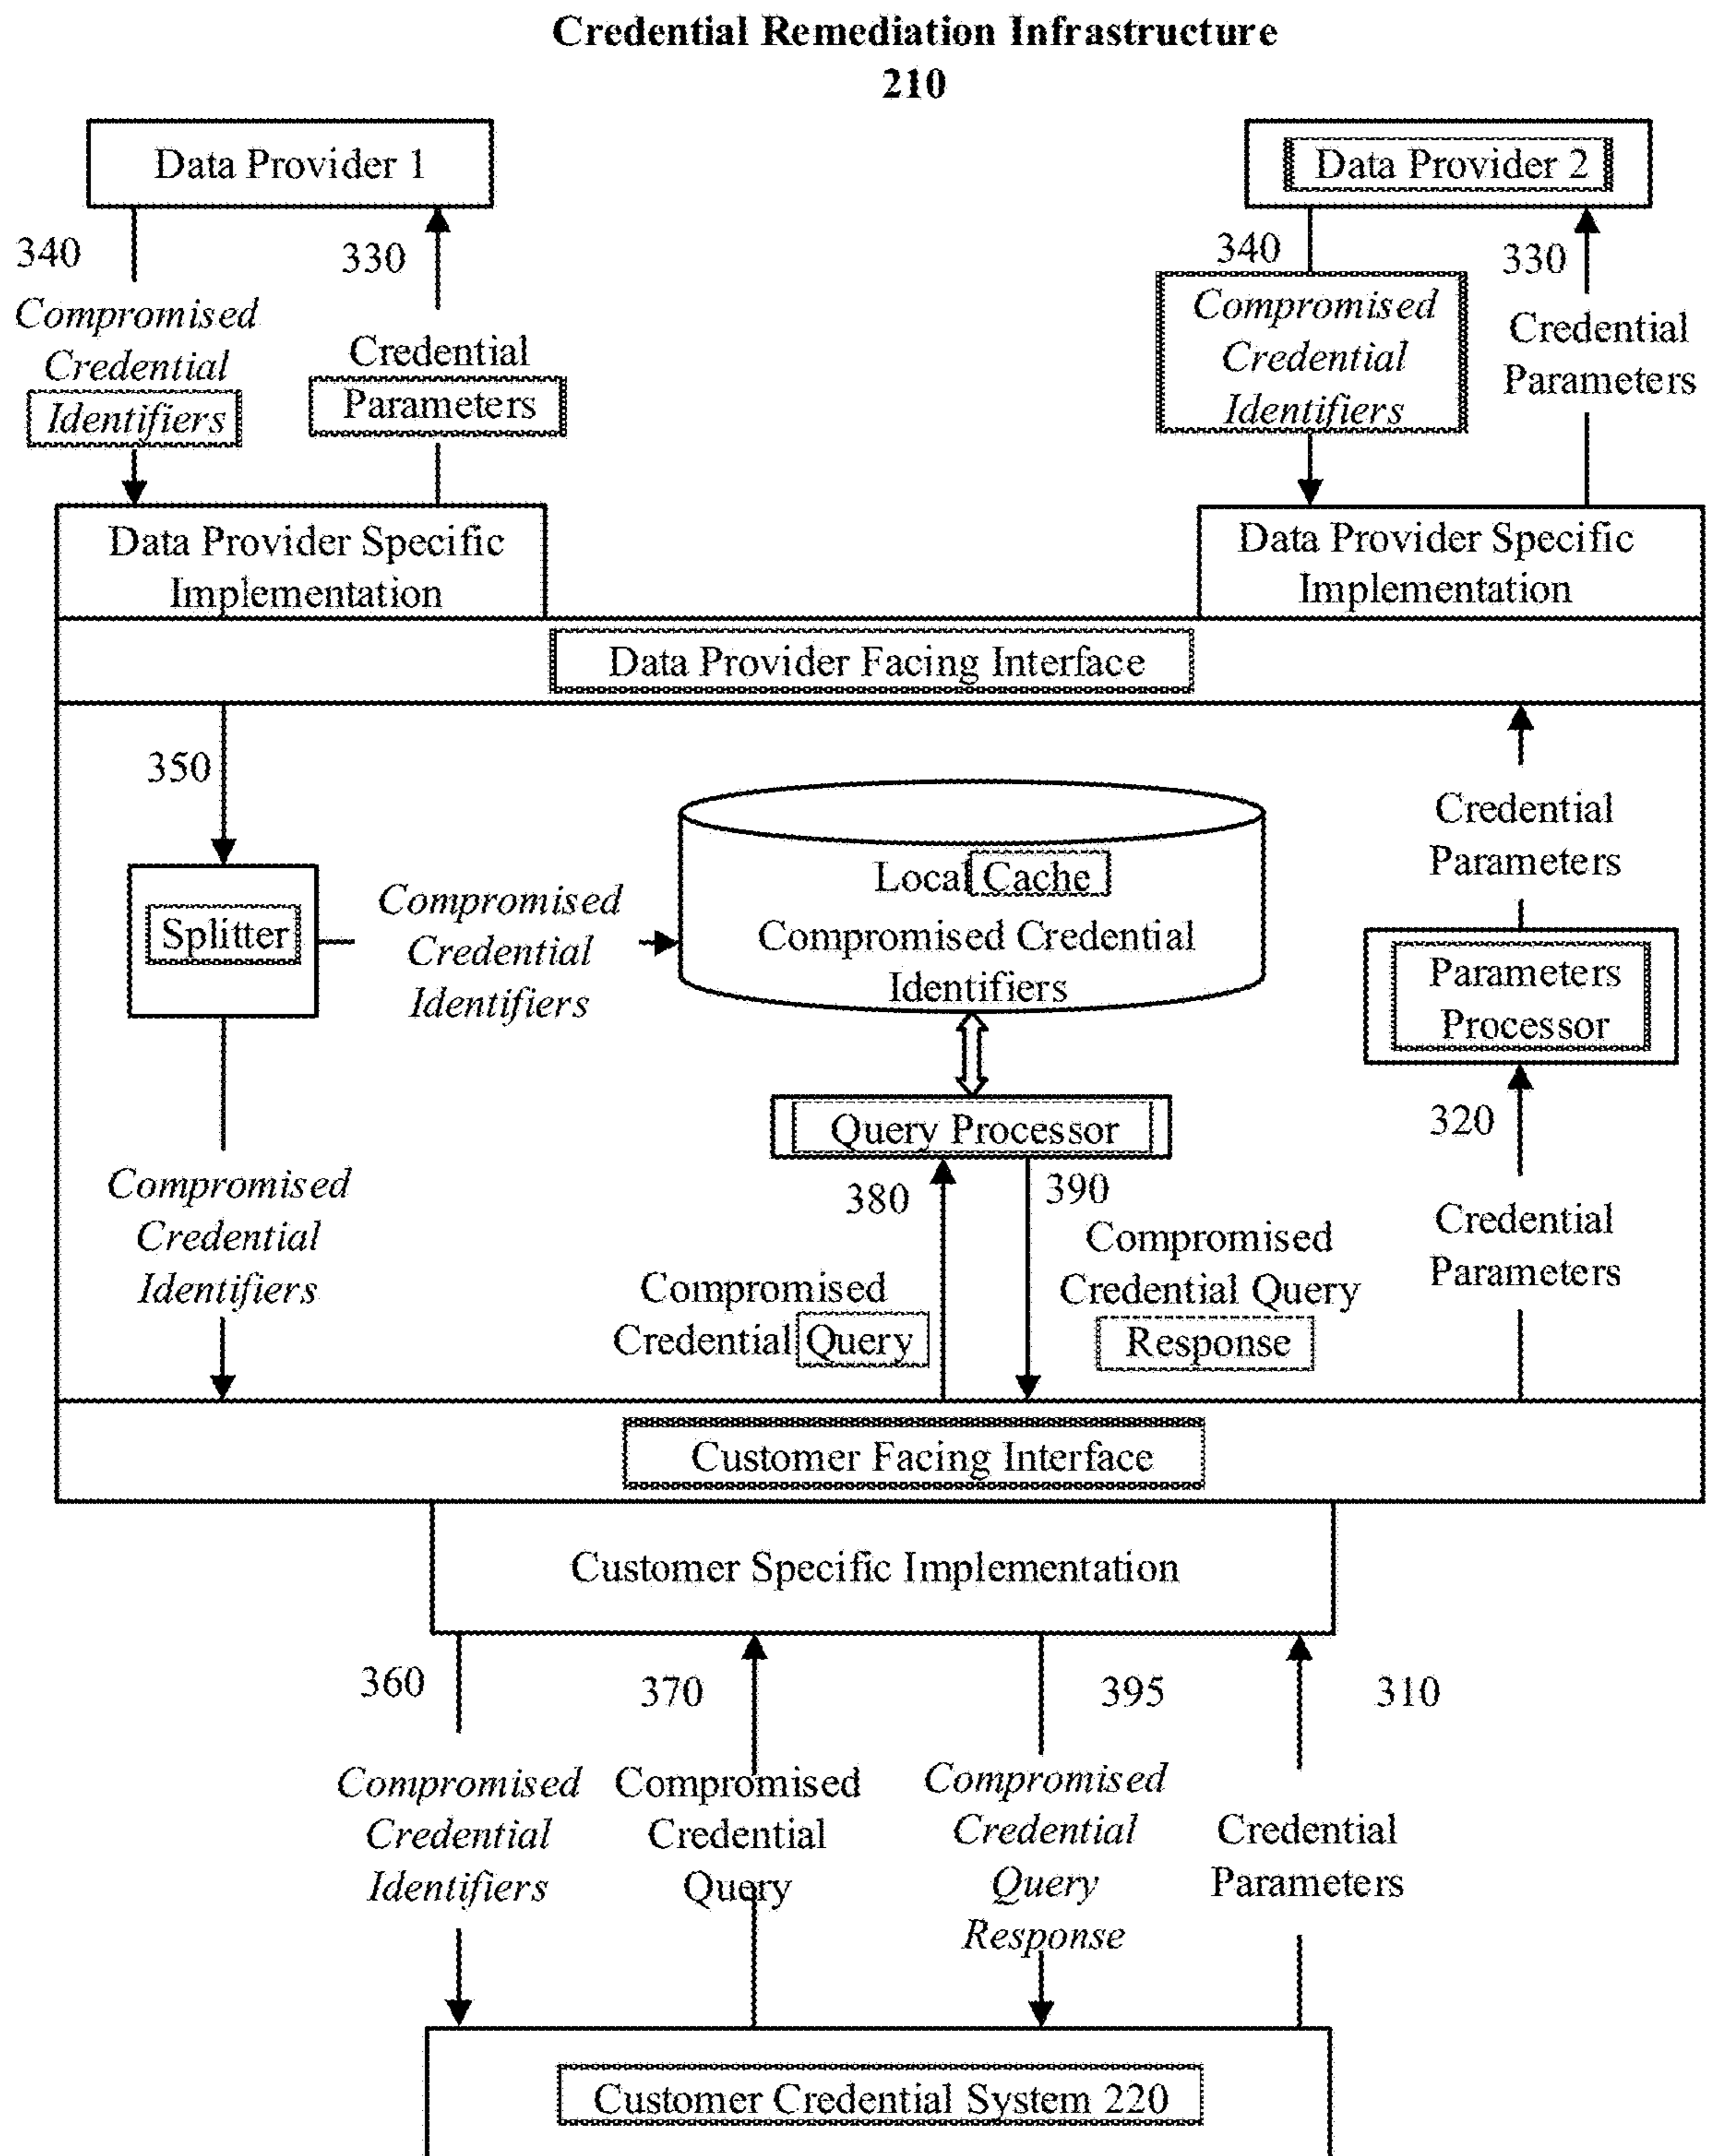 Credential Remediation Infrastructure
210
Data Provider 1
Data Provider 2
340
330
340
330
Compromised
Credential
Identifiers
Credential
Parameters
Compromised
Credential
Identifiers
Credential
Parameters
Data Provider Specific
Implementation
Data Provider Specific
Implementation
Data Provider Facing Interface
350
Splitter
Compromised
Credential
Identifiers
Local Cache
Compromised Credential
Identifiers
Credential
Parameters
Parameters
Processor
320
Query Processor
380
390
Compromised
Credential
Identifiers
Compromised
Credential Query
Compromised
Credential Query
Response
Credential
Parameters
Customer Facing Interface
Customer Specific Implementation
360
370
395
310
Compromised
Credential
Identifiers
Compromised
Credential
Query
Compromised
Credential
Query
Response
Credential
Parameters
Customer Credential System 220